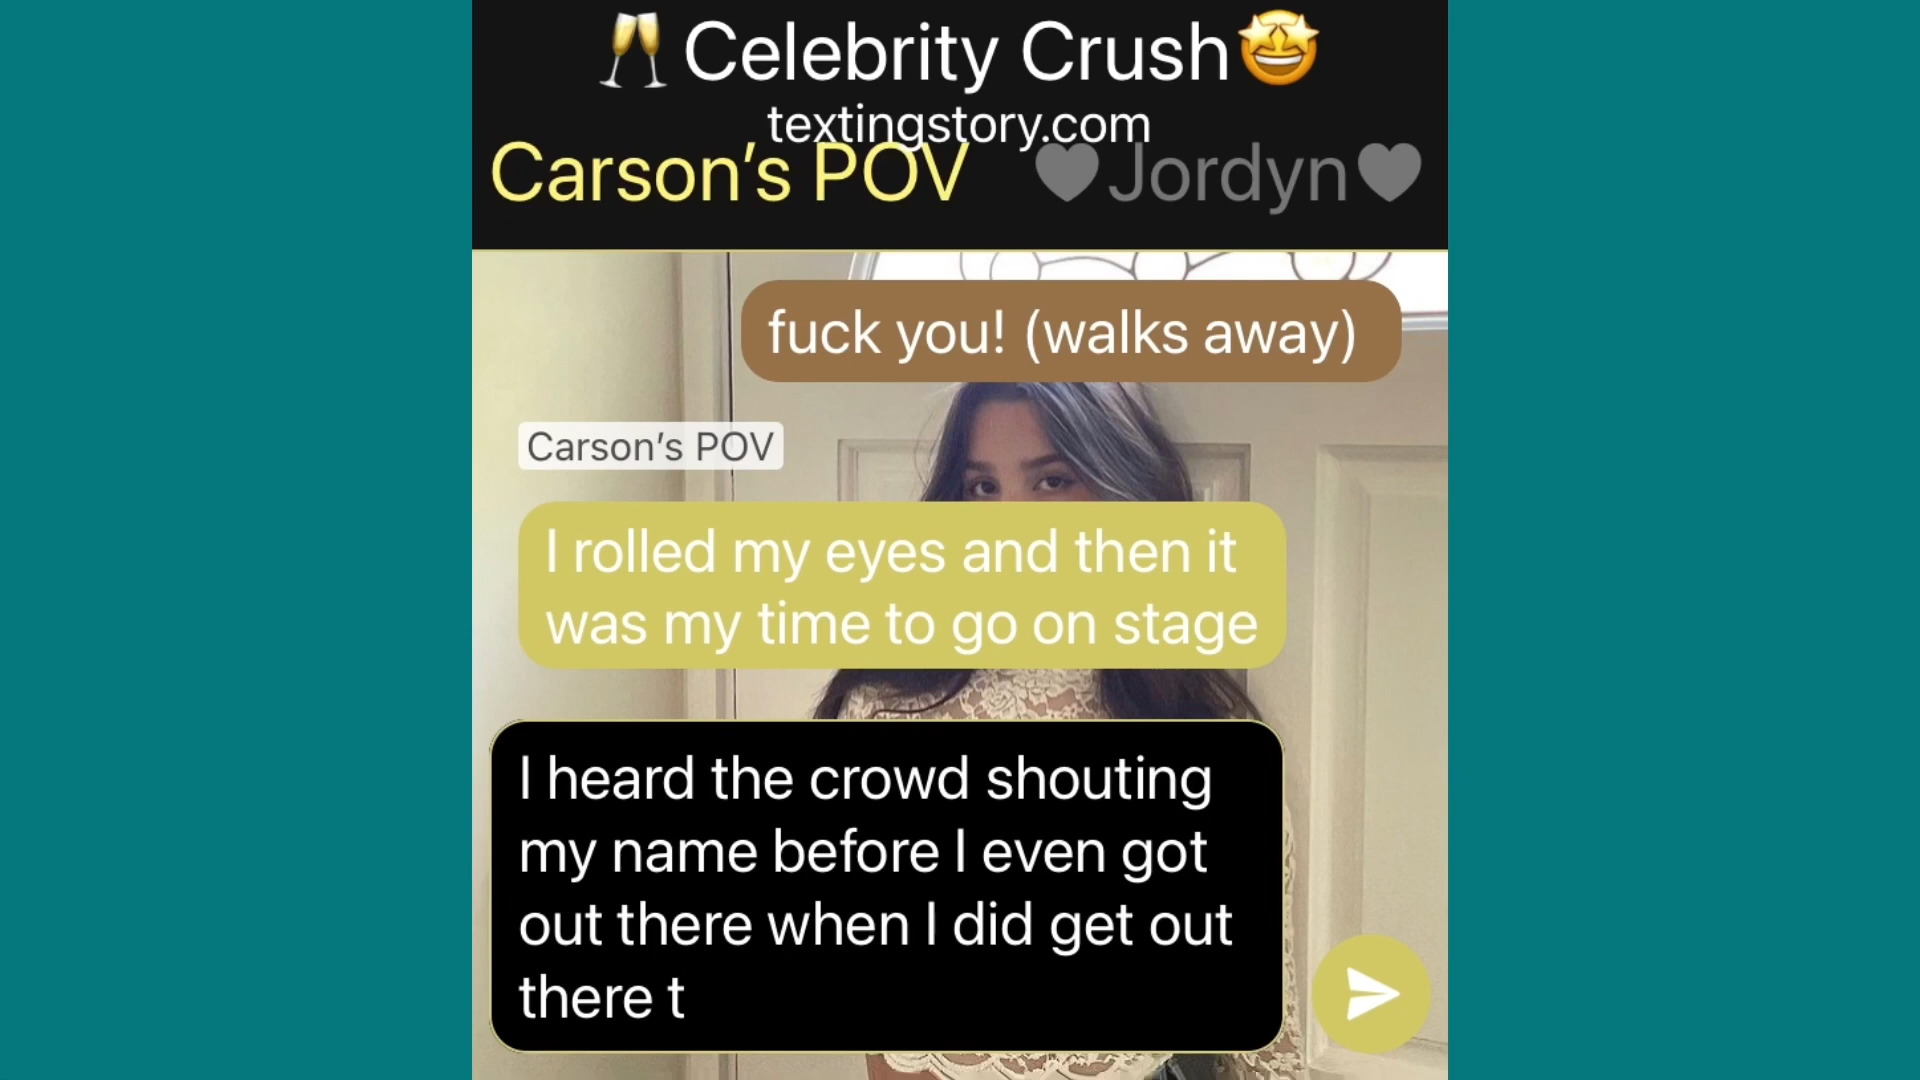 🥂Celebrity Crush🤩
textingstory.com
Carson’s POV 🖤Jordyn🖤
fuck you! (walks away)
Carson’s POV
I rolled my eyes and then it
was my time to go on stage
I heard the crowd shouting
my name before I even got
out there when I did get out
there t